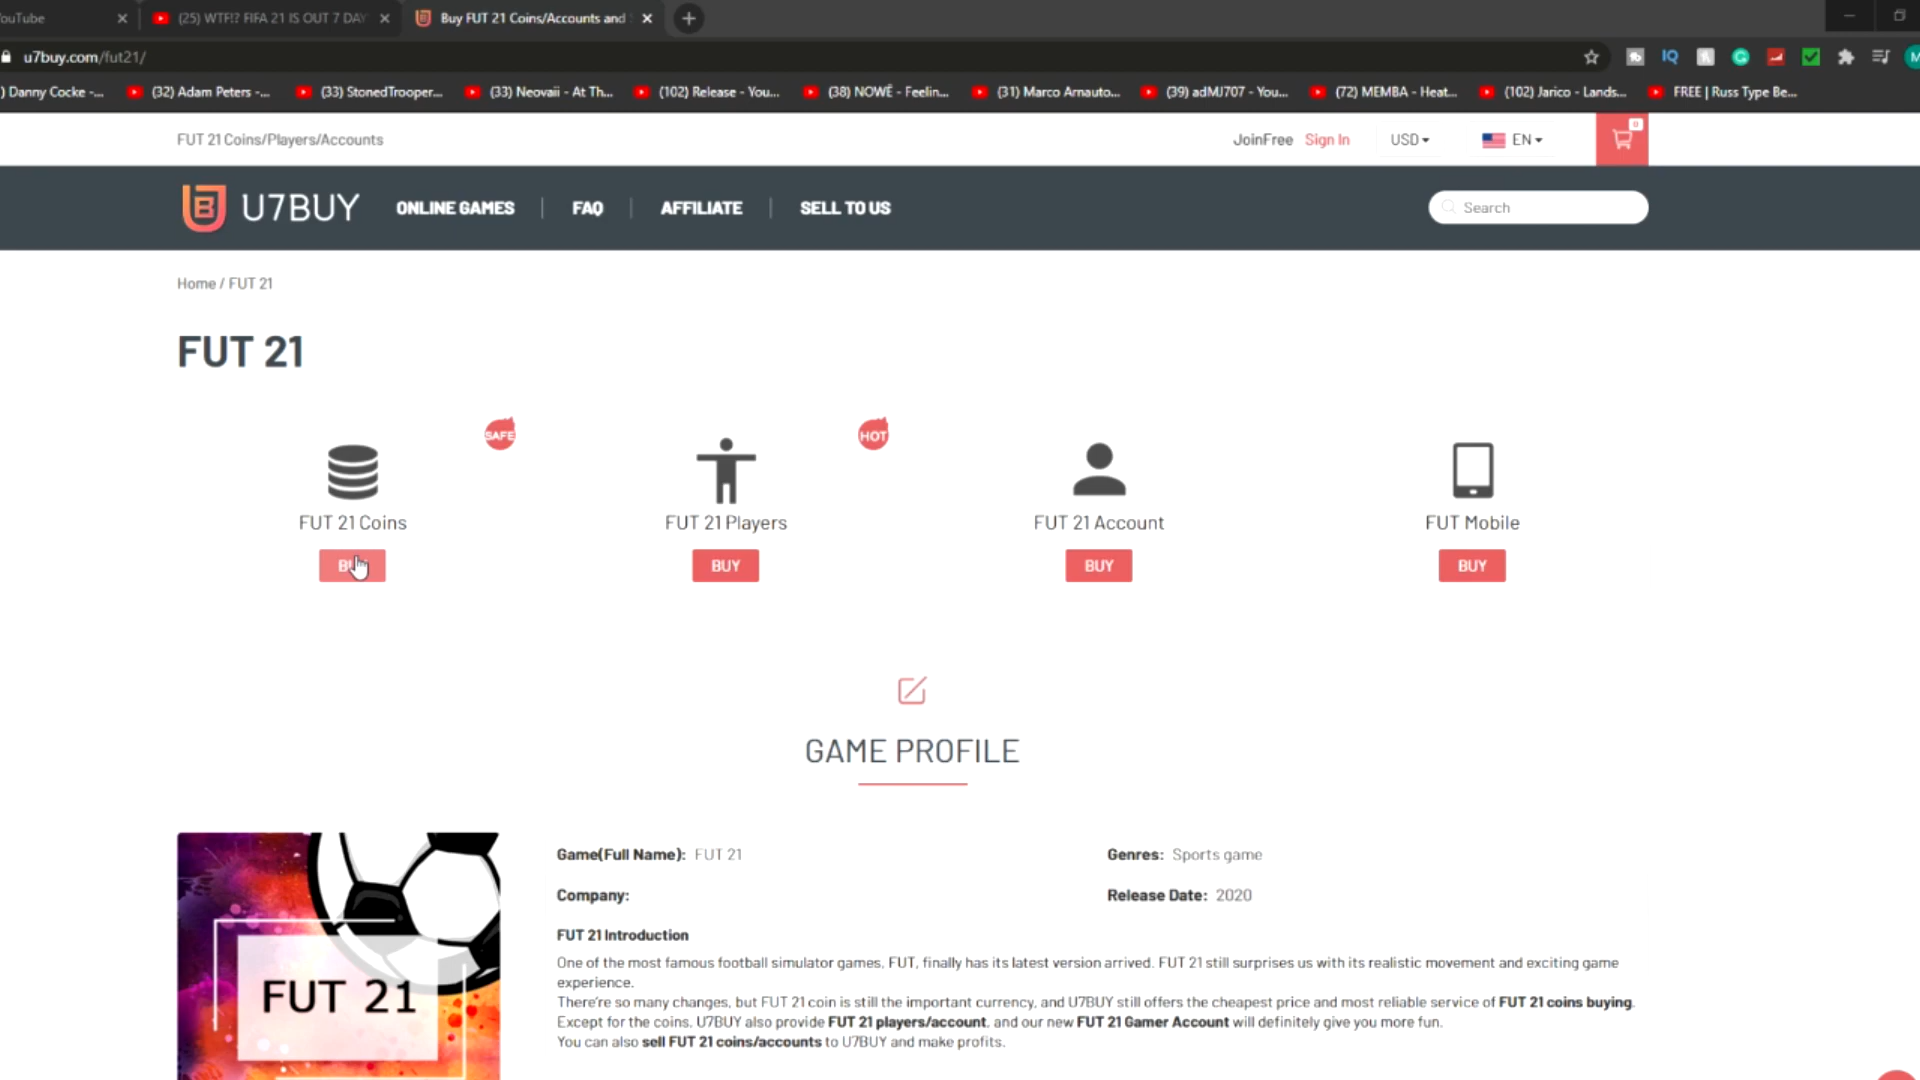 ouTube
(25) WTF!? FIFA 21 IS OUT 7 DAY
Buy FUT 21 Coins/Accounts and
u7buy.com/fut21/
IQ
) Danny Cocke -...
(32) Adam Peters -...
(33) StonedTrooper...
(33) Neovaii - At Th...
(102) Release - You...
(38) NOWË - Feelin...
(31) Marco Arnauto...
(39) adMJ707 - You...
(72) MEMBA - Heat...
(102) Jarico - Lands...
FREE | Russ Type Be...
FUT 21 Coins/Players/Accounts
JoinFree Sign In
USD
EN
0
U7BUY
ONLINE GAMES
FAQ
AFFILIATE
SELL TO US
Search
Home / FUT 21
FUT 21
SAFE
HOT
FUT 21 Coins
FUT 21 Players
FUT 21 Account
FUT Mobile
BUY
BUY
BUY
GAME PROFILE
Game(Full Name): FUT 21
Genres: Sports game
Company:
Release Date: 2020
FUT 21 Introduction
One of the most famous football simulator games, FUT, finally has its latest version arrived. FUT 21 still surprises us with its realistic movement and exciting game
experience.
There're so many changes, but FUT 21 coin is still the important currency, and U7BUY still offers the cheapest price and most reliable service of FUT 21 coins buying.
Except for the coins, U7BUY also provide FUT 21 players/account, and our new FUT 21 Gamer Account will definitely give you more fun.
You can also sell FUT 21 coins/accounts to U7BUY and make profits.
FUT 21